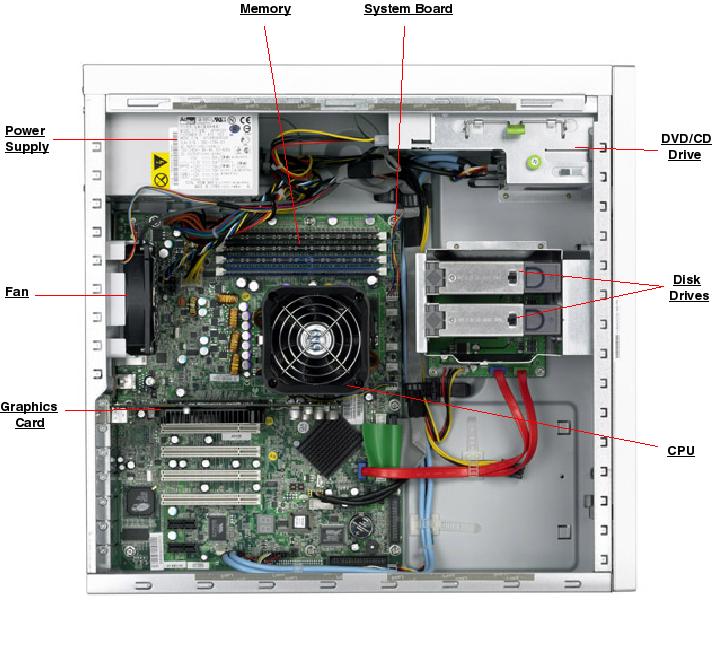 Memory
System Board
Power
Supply
DVD/CD
Drive
Fan
Disk
Drives
Graphics
Card
CPU